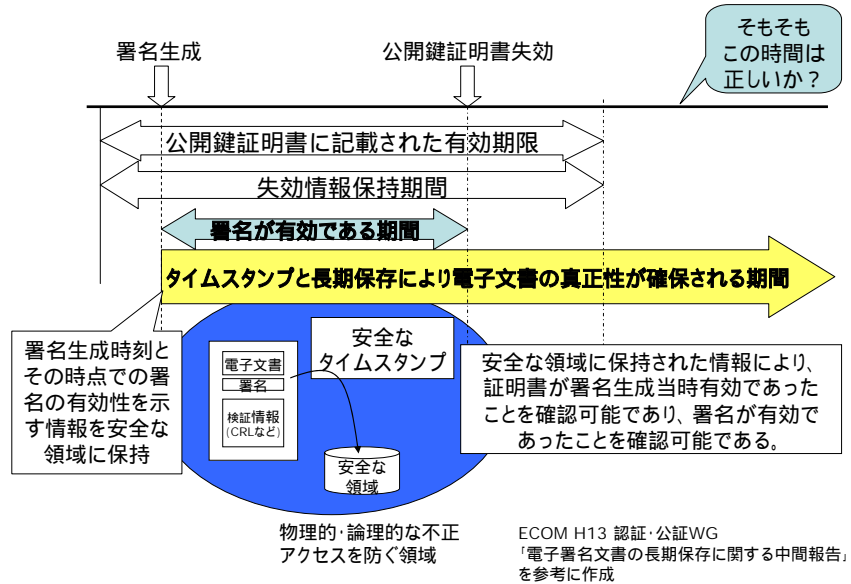 署名生成
公開鍵証明書失効
そもそも
この時間は
正しいか？
公開鍵証明書に記載された有効期限
失効情報保持期間
署名が有効である期間
タイムスタンプと長期保存により電子文書の真正性が確保される期間
署名生成時刻と
その時点での署
名の有効性を示
す情報を安全な
領域に保持
電子文書
署名
検証情報
(CRLなど)
安全な
タイムスタンプ
安全な
領域
安全な領域に保持された情報により、
証明書が署名生成当時有効であった
ことを確認可能であり、署名が有効で
あったことを確認可能である。
物理的・論理的な不正
アクセスを防ぐ領域
ECOM H13 認証・公証WG
「電子署名文書の長期保存に関する中間報告」
を参考に作成